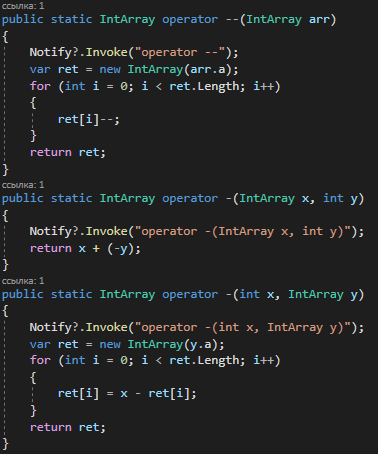 ссылка: 1
public static IntArray operator --(IntArray arr)
{
Notify?.Invoke("operator --");
var ret = new IntArray(arr.a);
for (int i = 0; i < ret.Length; i++)
{
ret[i]--;
}
return ret;
}
ссылка: 1
public static IntArray operator -(IntArray x, int y)
{
Notify?.Invoke("operator -(IntArray x, int y)");
return x + (-y);
}
ссылка: 1
public static IntArray operator -(int x, IntArray y)
{
Notify?.Invoke("operator -(int x, IntArray y)");
var ret = new IntArray(y.a);
for (int i = 0; i < ret.Length; i++)
{
ret[i] = x - ret[i];
}
return ret;
}